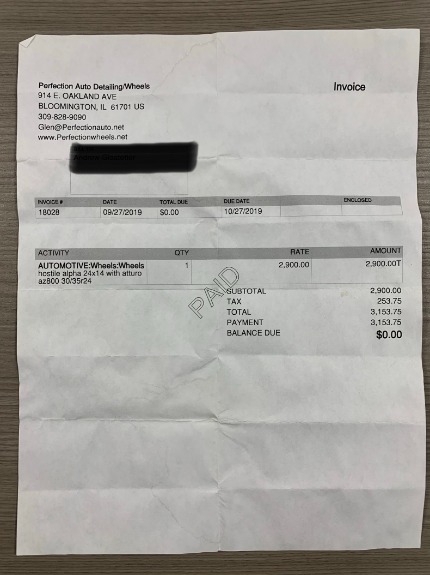 Perfection Auto Detailing/Wheels
914 E. OAKLAND AVE
BLOOMINGTON, IL 61701 US
309-828-9090
Glen@Perfectionauto.net
www.Perfectionwheels.net
Invoice
INVOICE # DATE TOTAL DUE DUE DATE ENCLOSED
18028 09/27/2019 $0.00 10/27/2019
ACTIVITY QTY RATE AMOUNT
AUTOMOTIVE:Wheels:Wheels 1 2,900.00 2,900.00T
hostile alpha 24x14 with atturo
az800 30/35r24
PAID
SUBTOTAL 2,900.00
TAX 253.75
TOTAL 3,153.75
PAYMENT 3,153.75
BALANCE DUE $0.00